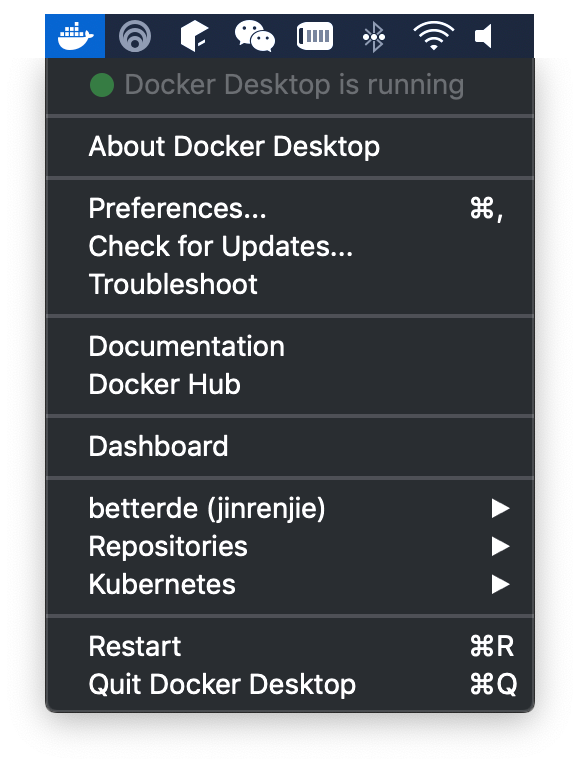 Docker Desktop is running
About Docker Desktop
Preferences... ⌘,
Check for Updates...
Troubleshoot
Documentation
Docker Hub
Dashboard
betterde (jinrenjie) ▶
Repositories ▶
Kubernetes ▶
Restart ⌘R
Quit Docker Desktop ⌘Q